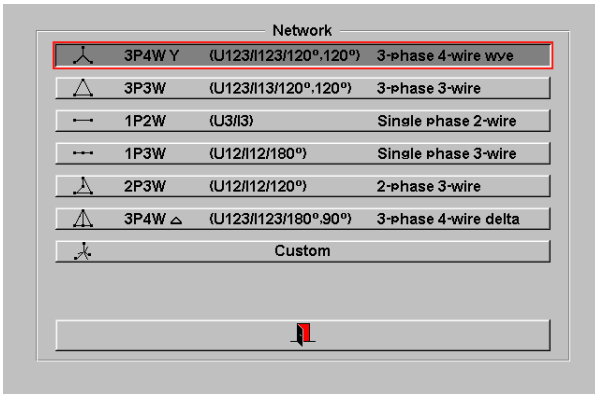 Network
3P4W Y (U123/I123/120º,120º) 3-phase 4-wire wye
3P3W (U123/I13/120º,120º) 3-phase 3-wire
1P2W (U3/I3) Single phase 2-wire
1P3W (U12/I12/180º) Single phase 3-wire
2P3W (U12/I12/120º) 2-phase 3-wire
3P4W (U123/I123/180º,90º) 3-phase 4-wire delta
Custom